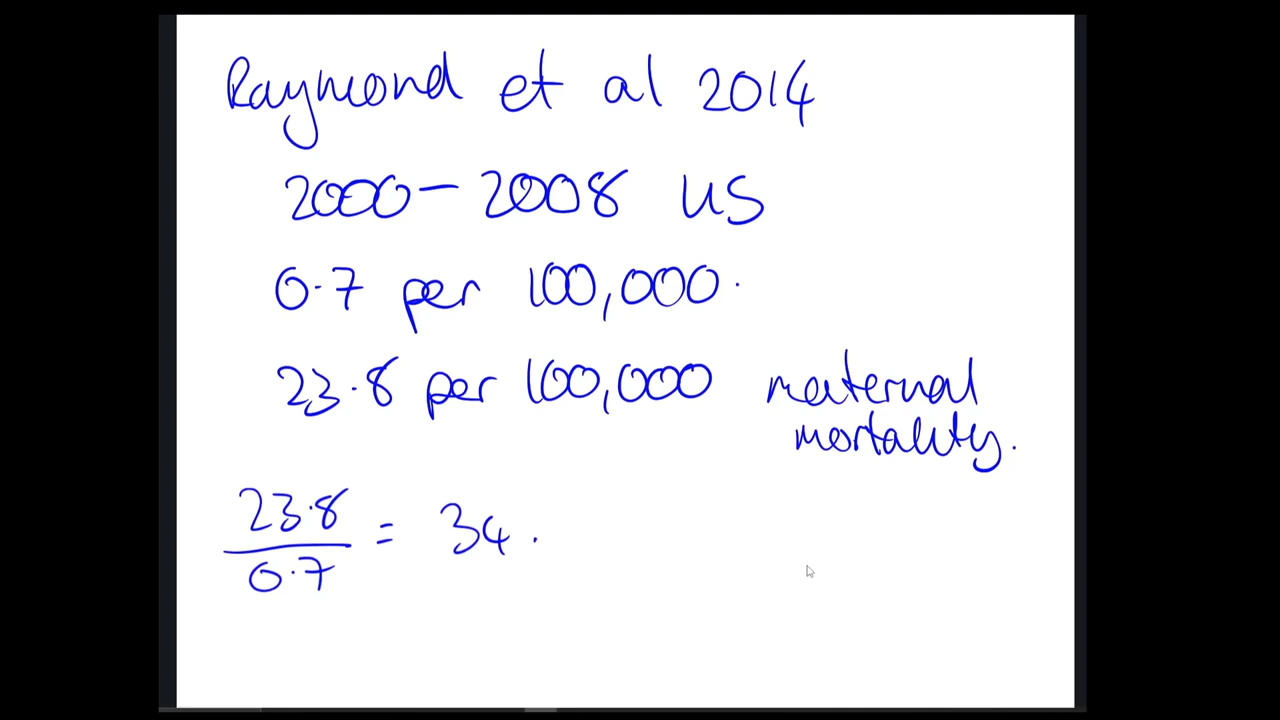 Raymond et al 2014
2000-2008 US
0.7 per 100,000.
23.8 per 100,000 maternal
mortality.
23.8
0.7
= 34.